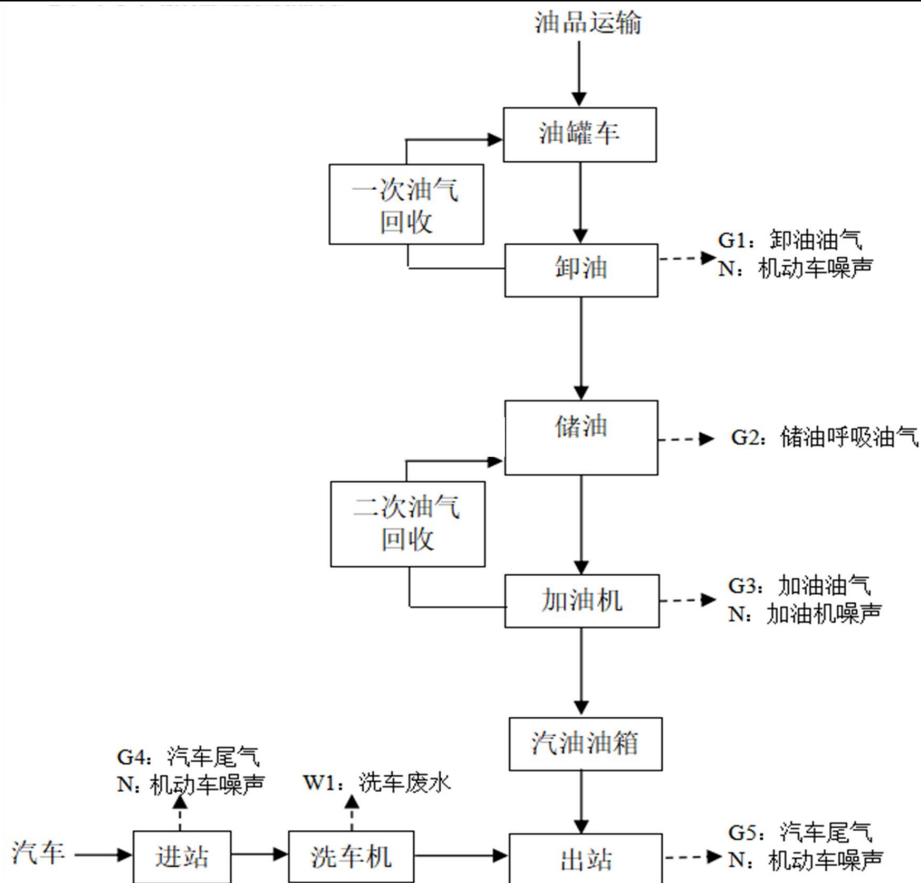 油品运输
油罐车
一次油气
回收
卸油
G1：卸油油气
N：机动车噪声
储油
G2：储油呼吸油气
二次油气
回收
加油机
G3：加油油气
N：加油机噪声
汽油油箱
G4：汽车尾气
N：机动车噪声
W1：洗车废水
汽车
进站
洗车机
出站
G5：汽车尾气
N：机动车噪声